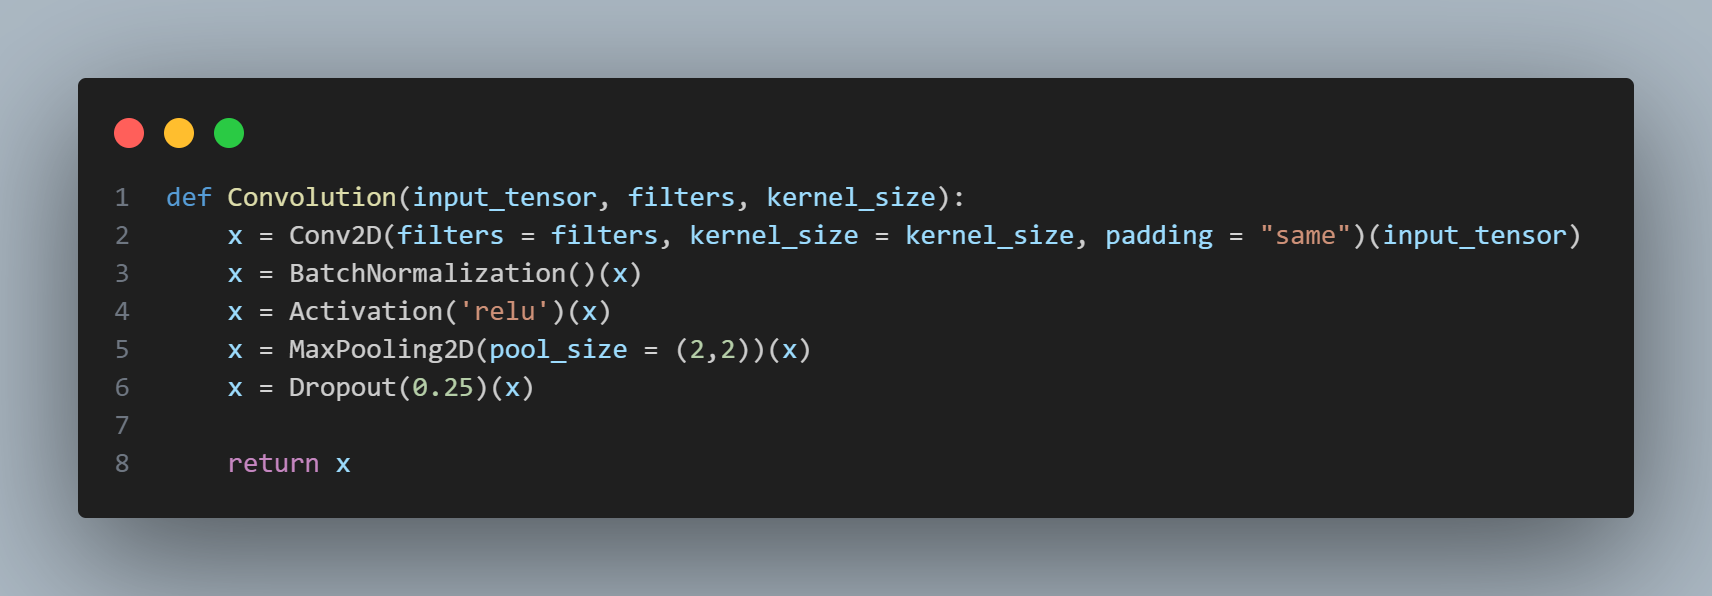 1 def Convolution(input_tensor, filters, kernel_size):
2     x = Conv2D(filters = filters, kernel_size = kernel_size, padding = "same")(input_tensor)
3     x = BatchNormalization()(x)
4     x = Activation('relu')(x)
5     x = MaxPooling2D(pool_size = (2,2))(x)
6     x = Dropout(0.25)(x)
7
8     return x